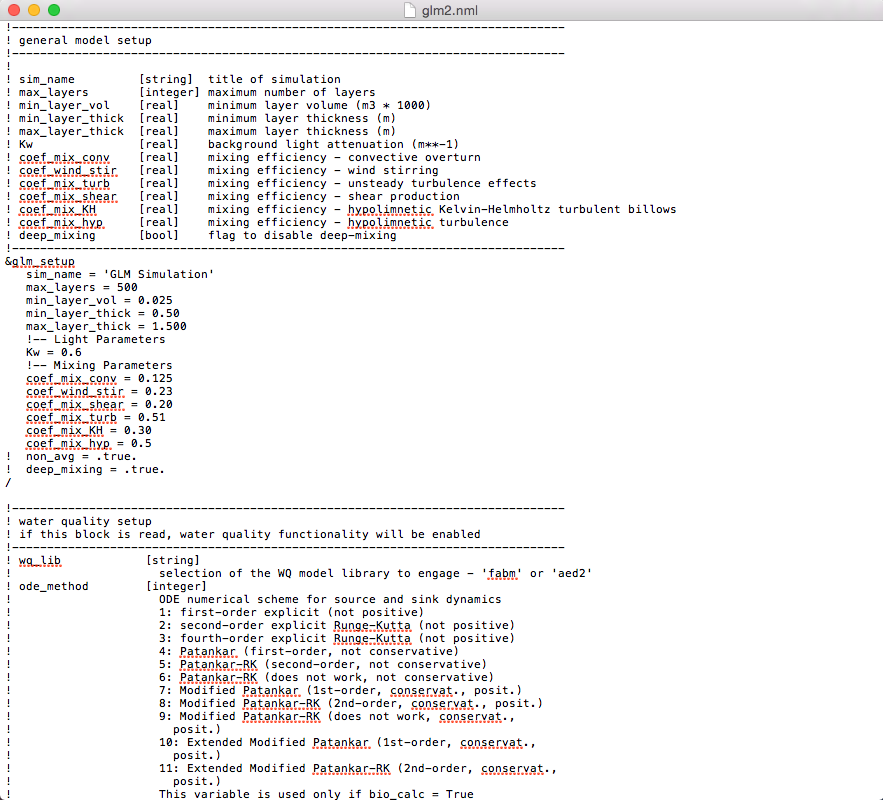 glm2.nml
!--------------------------------------------------------------------------------
! general model setup
!--------------------------------------------------------------------------------
!
! sim_name         [string]  title of simulation
! max_layers       [integer] maximum number of layers
! min_layer_vol    [real]    minimum layer volume (m3 * 1000)
! min_layer_thick  [real]    minimum layer thickness (m)
! max_layer_thick  [real]    maximum layer thickness (m)
! Kw               [real]    background light attenuation (m**-1)
! coef_mix_conv    [real]    mixing efficiency - convective overturn
! coef_wind_stir   [real]    mixing efficiency - wind stirring
! coef_mix_turb    [real]    mixing efficiency - unsteady turbulence effects
! coef_mix_shear   [real]    mixing efficiency - shear production
! coef_mix_KH      [real]    mixing efficiency - hypolimnetic Kelvin-Helmholtz turbulent billows
! coef_mix_hyp     [real]    mixing efficiency - hypolimnetic turbulence
! deep_mixing      [bool]    flag to disable deep-mixing
!--------------------------------------------------------------------------------
&glm_setup
   sim_name = 'GLM Simulation'
   max_layers = 500
   min_layer_vol = 0.025
   min_layer_thick = 0.50
   max_layer_thick = 1.500
   !-- Light Parameters
   Kw = 0.6
   !-- Mixing Parameters
   coef_mix_conv = 0.125
   coef_wind_stir = 0.23
   coef_mix_shear = 0.20
   coef_mix_turb = 0.51
   coef_mix_KH = 0.30
   coef_mix_hyp = 0.5
!  non_avg = .true.
!  deep_mixing = .true.
/
!--------------------------------------------------------------------------------
! water quality setup
! if this block is read, water quality functionality will be enabled
!--------------------------------------------------------------------------------
! wq_lib            [string]
!                     selection of the WQ model library to engage - 'fabm' or 'aed2'
! ode_method        [integer]
!                     ODE numerical scheme for source and sink dynamics
!                     1: first-order explicit (not positive)
!                     2: second-order explicit Runge-Kutta (not positive)
!                     3: fourth-order explicit Runge-Kutta (not positive)
!                     4: Patankar (first-order, not conservative)
!                     5: Patankar-RK (second-order, not conservative)
!                     6: Patankar-RK (does not work, not conservative)
!                     7: Modified Patankar (1st-order, conservat., posit.)
!                     8: Modified Patankar-RK (2nd-order, conservat., posit.)
!                     9: Modified Patankar-RK (does not work, conservat.,
!                       posit.)
!                     10: Extended Modified Patankar (1st-order, conservat.,
!                       posit.)
!                     11: Extended Modified Patankar-RK (2nd-order, conservat.,
!                       posit.)
!                     This variable is used only if bio_calc = True